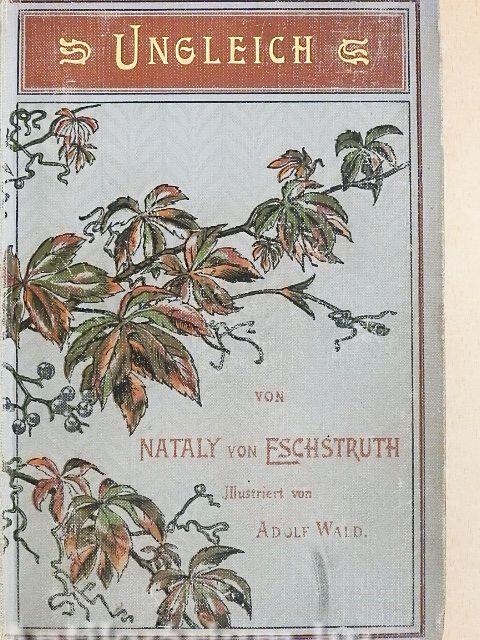 UNGLEICH
VON
NATALY VON ESCHSTRUTH
Illustriert von
ADOLF WALD.